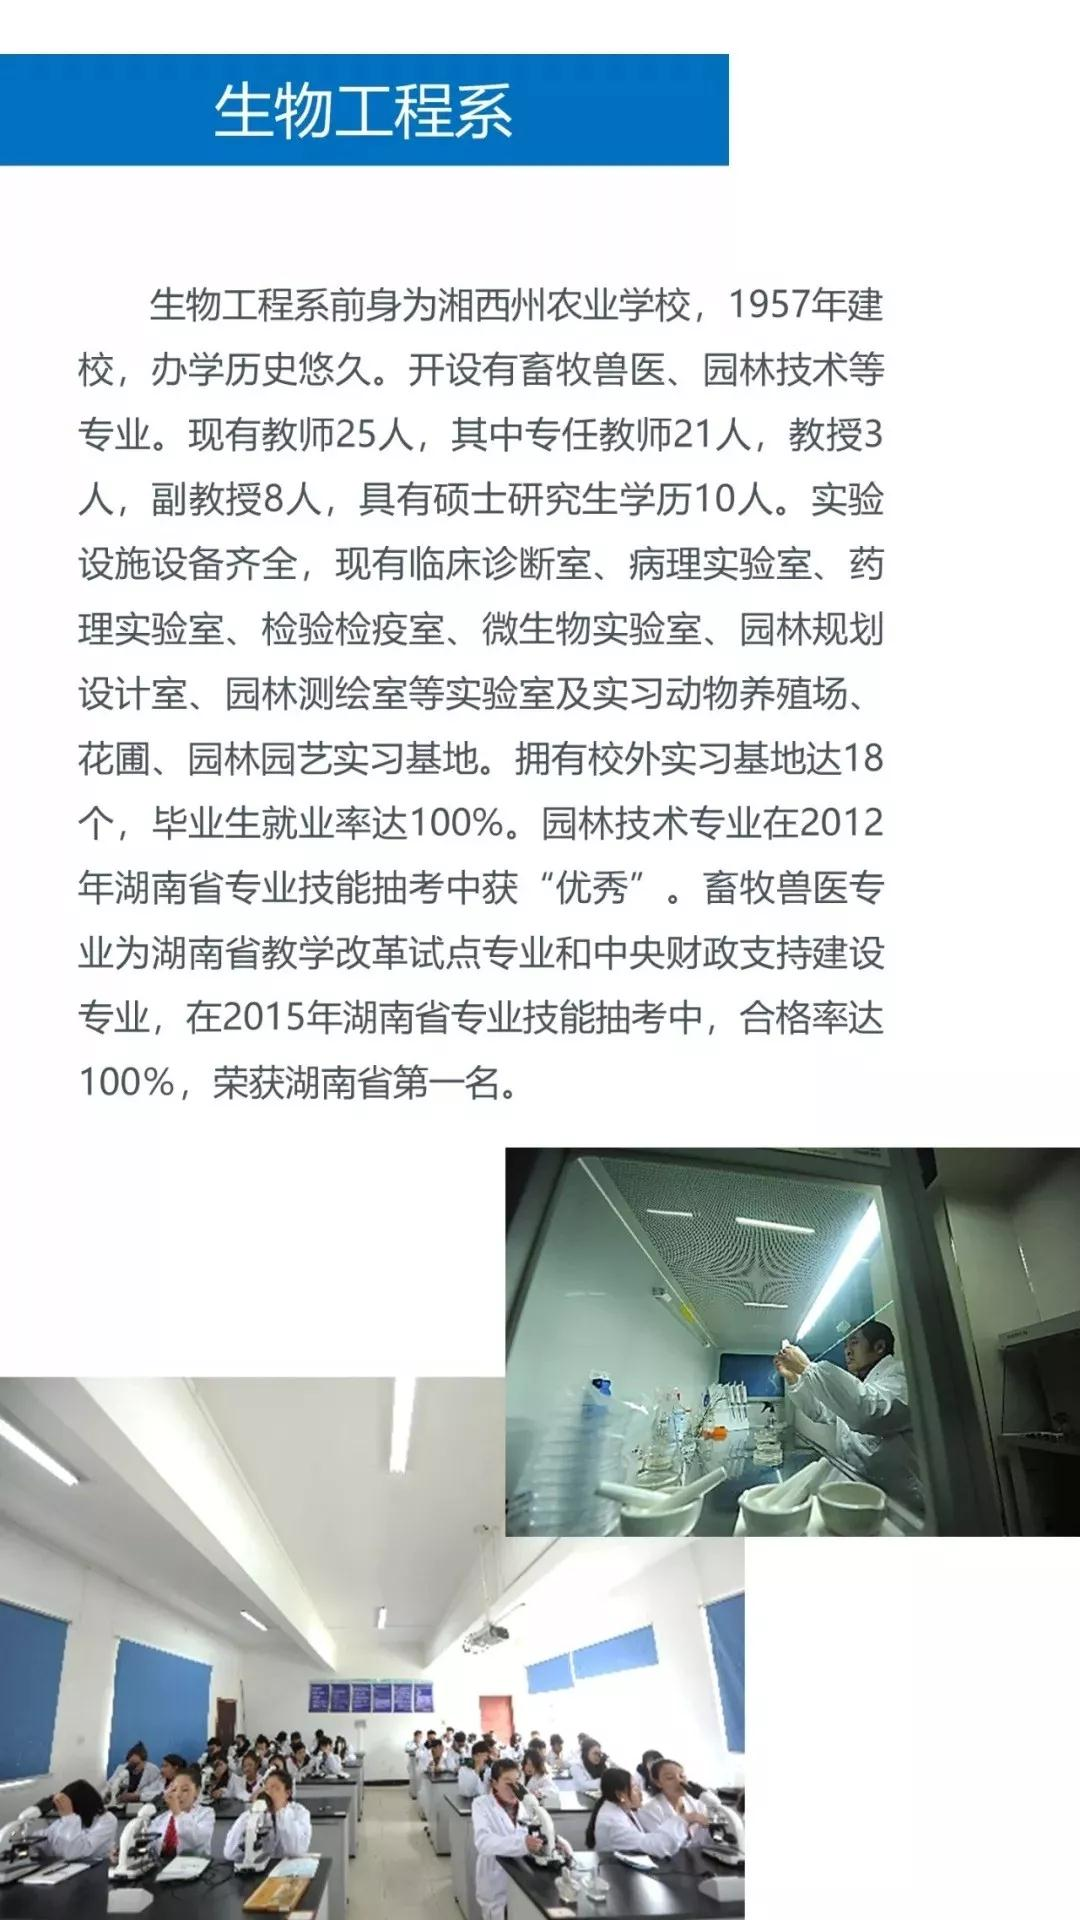 生物工程系
生物工程系前身为湘西州农业学校，1957年建
校，办学历史悠久。开设有畜牧兽医、园林技术等
专业。现有教师25人，其中专任教师21人，教授3
人，副教授8人，具有硕士研究生学历10人。实验
设施设备齐全，现有临床诊断室、病理实验室、药
理实验室、检验检疫室、微生物实验室、园林规划
设计室、园林测绘室等实验室及实习动物养殖场、
花圃、园林园艺实习基地。拥有校外实习基地达18
个，毕业生就业率达100%。园林技术专业在2012
年湖南省专业技能抽考中获“优秀”。畜牧兽医专
业为湖南省教学改革试点专业和中央财政支持建设
专业，在2015年湖南省专业技能抽考中，合格率达
100%，荣获湖南省第一名。